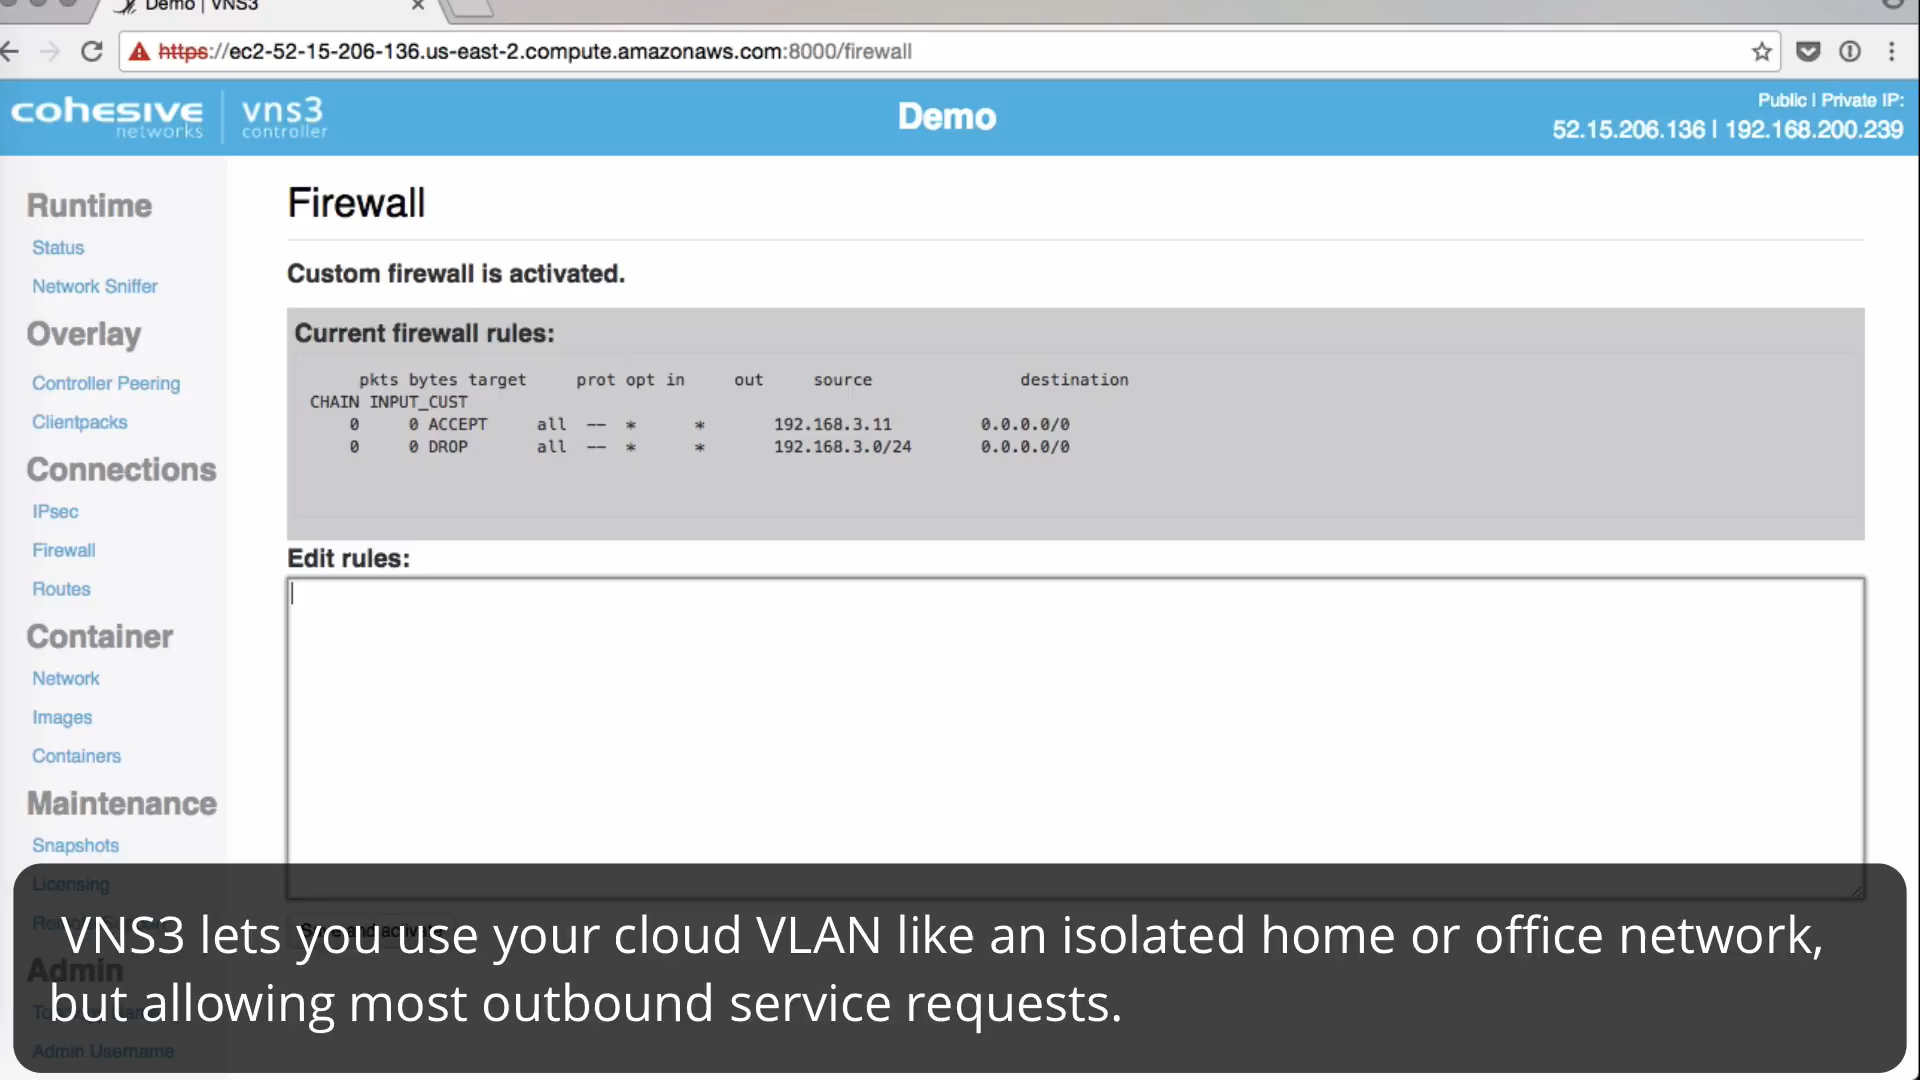 Demo | VNS3
https://ec2-52-15-206-136.us-east-2.compute.amazonaws.com:8000/firewall
cohesive networks vns3 controller
Demo
Public | Private IP:
52.15.206.136 | 192.168.200.239
Runtime
Status
Network Sniffer
Overlay
Controller Peering
Clientpacks
Connections
IPsec
Firewall
Routes
Container
Network
Images
Containers
Maintenance
Snapshots
Licensing
Admin
Admin Username
Firewall
Custom firewall is activated.
Current firewall rules:
pkts bytes target prot opt in out source destination
CHAIN INPUT_CUST
0 0 ACCEPT all -- * * 192.168.3.11 0.0.0.0/0
0 0 DROP all -- * * 192.168.3.0/24 0.0.0.0/0
Edit rules:
VNS3 lets you use your cloud VLAN like an isolated home or office network,
but allowing most outbound service requests.